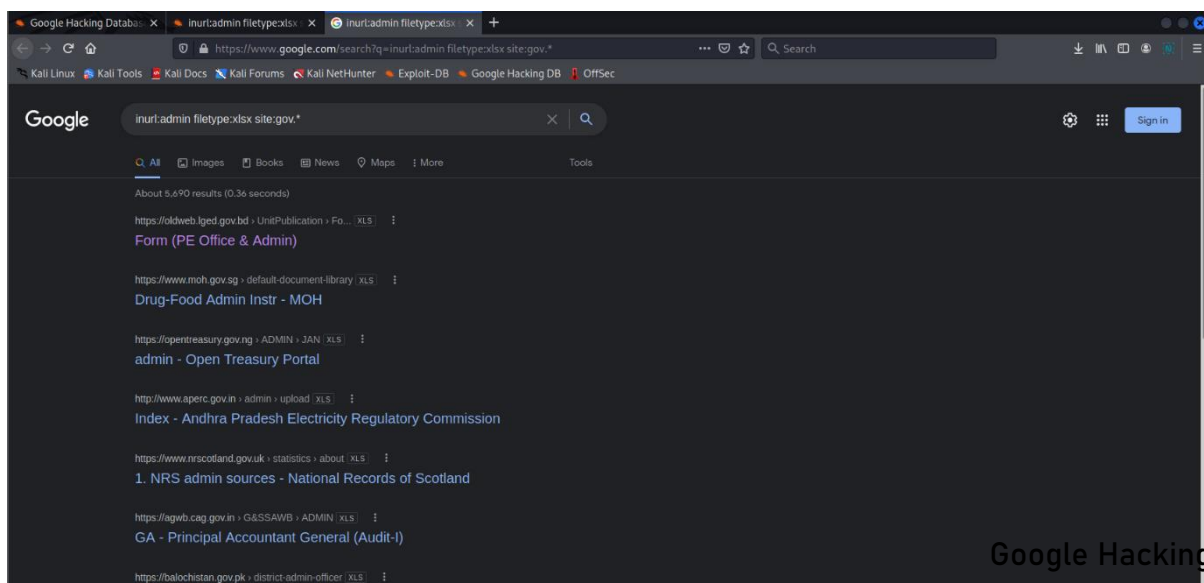 Google Hacking Databas
inurl:admin filetype:xlsx s
inurl:admin filetype:xlsx s
https://www.google.com/search?q=inurl:admin filetype:xlsx site:gov.*
Search
Kali Linux Kali Tools Kali Docs Kali Forums Kali NetHunter Exploit-DB Google Hacking DB OffSec
Google
inurl:admin filetype:xlsx site:gov.*
Sign in
All Images Books News Maps More Tools
About 5,690 results (0.36 seconds)
https://oldweb.lged.gov.bd › UnitPublication › Fo... XLS
Form (PE Office & Admin)
https://www.moh.gov.sg › default-document-library XLS
Drug-Food Admin Instr - MOH
https://opentreasury.gov.ng › ADMIN › JAN XLS
admin - Open Treasury Portal
http://www.aperc.gov.in › admin › upload XLS
Index - Andhra Pradesh Electricity Regulatory Commission
https://www.nrscotland.gov.uk › statistics › about XLS
1. NRS admin sources - National Records of Scotland
https://agwb.cag.gov.in › G&SSAWB › ADMIN XLS
GA - Principal Accountant General (Audit-I)
https://balochistan.gov.pk › district-admin-officer XLS
Google Hacking